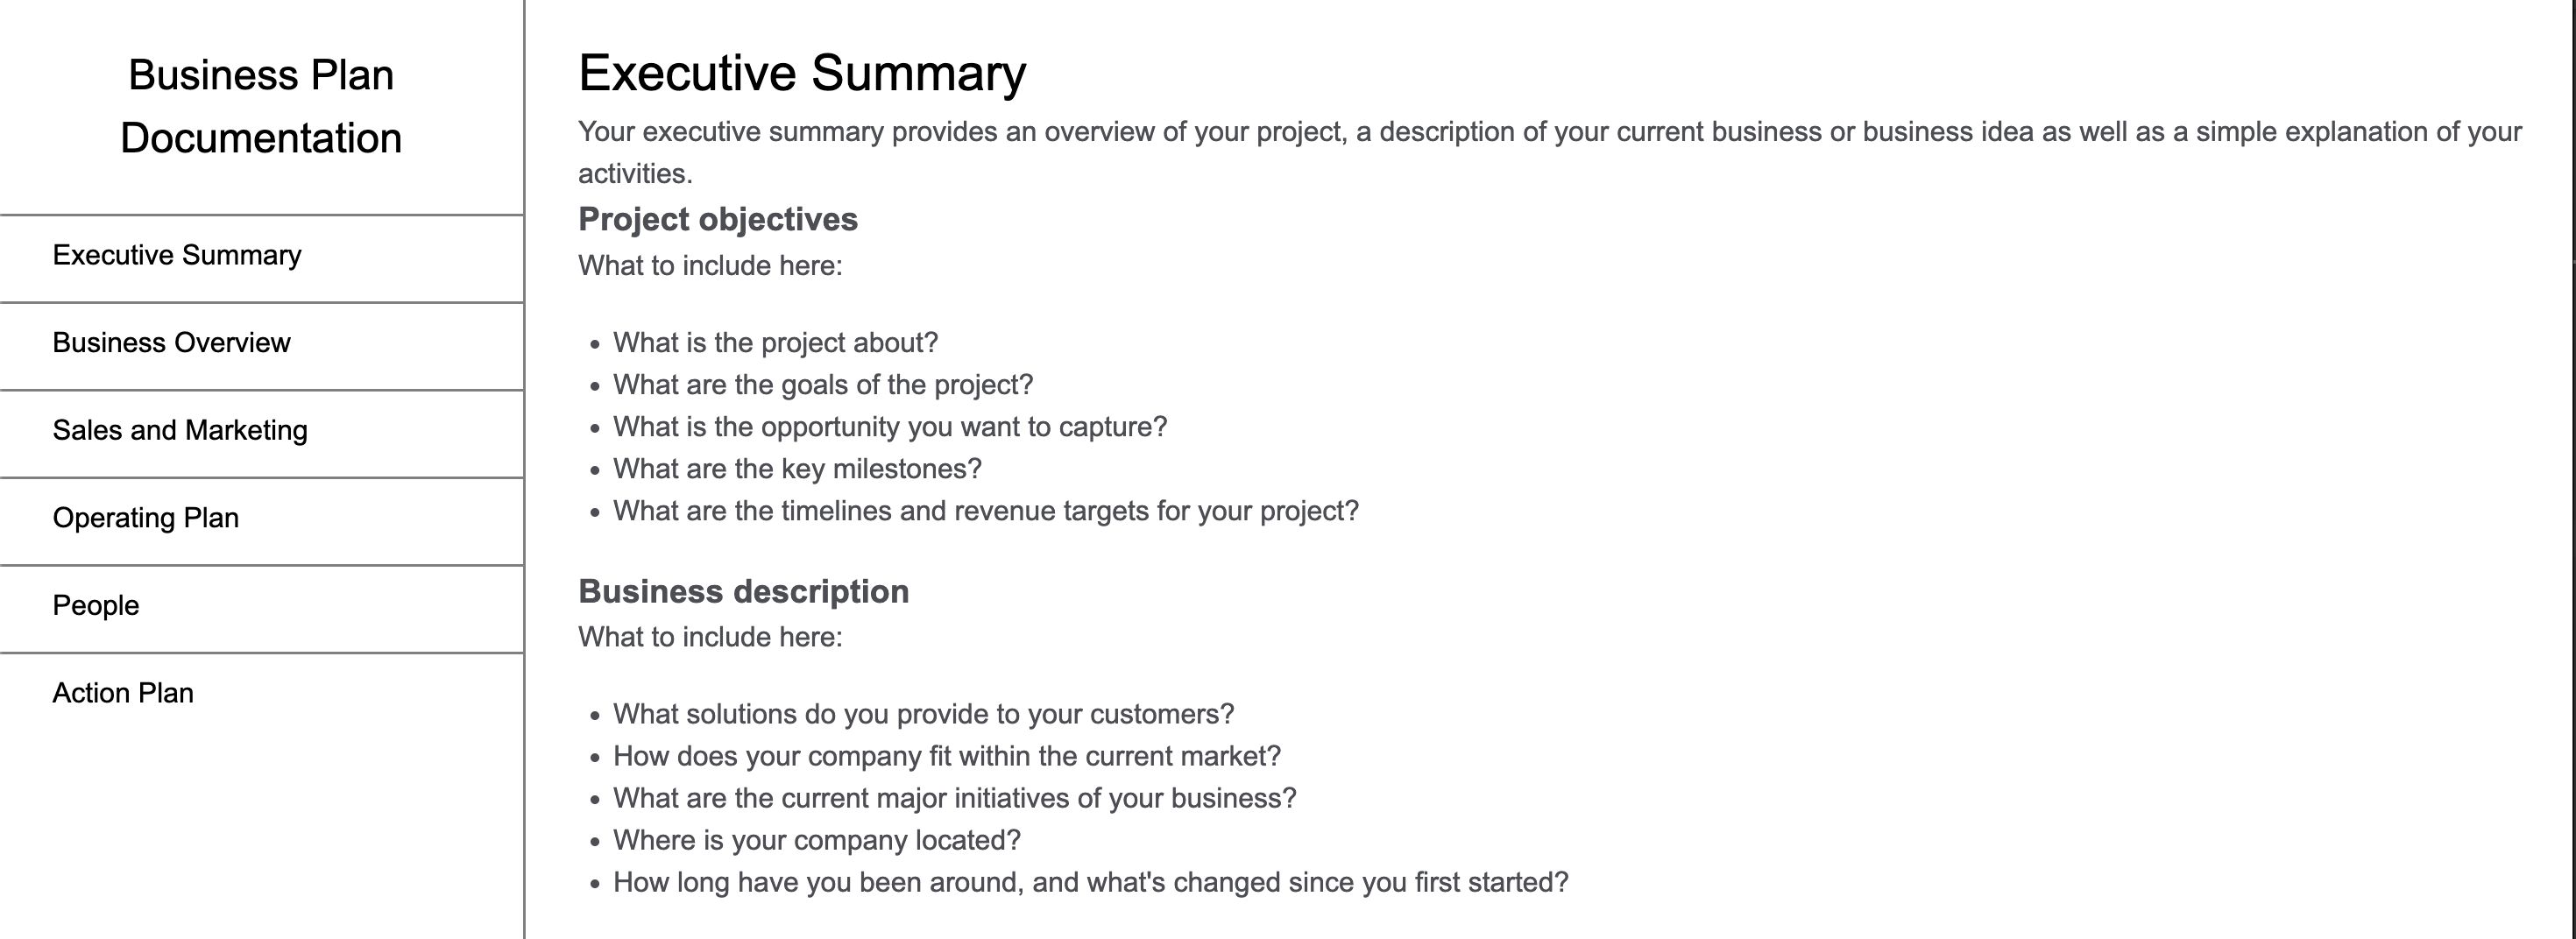 Business Plan
Documentation
Executive Summary
Business Overview
Sales and Marketing
Operating Plan
People
Action Plan
Executive Summary
Your executive summary provides an overview of your project, a description of your current business or business idea as well as a simple explanation of your
activities.
Project objectives
What to include here:
• What is the project about?
• What are the goals of the project?
• What is the opportunity you want to capture?
• What are the key milestones?
• What are the timelines and revenue targets for your project?
Business description
What to include here:
• What solutions do you provide to your customers?
• How does your company fit within the current market?
• What are the current major initiatives of your business?
• Where is your company located?
• How long have you been around, and what's changed since you first started?